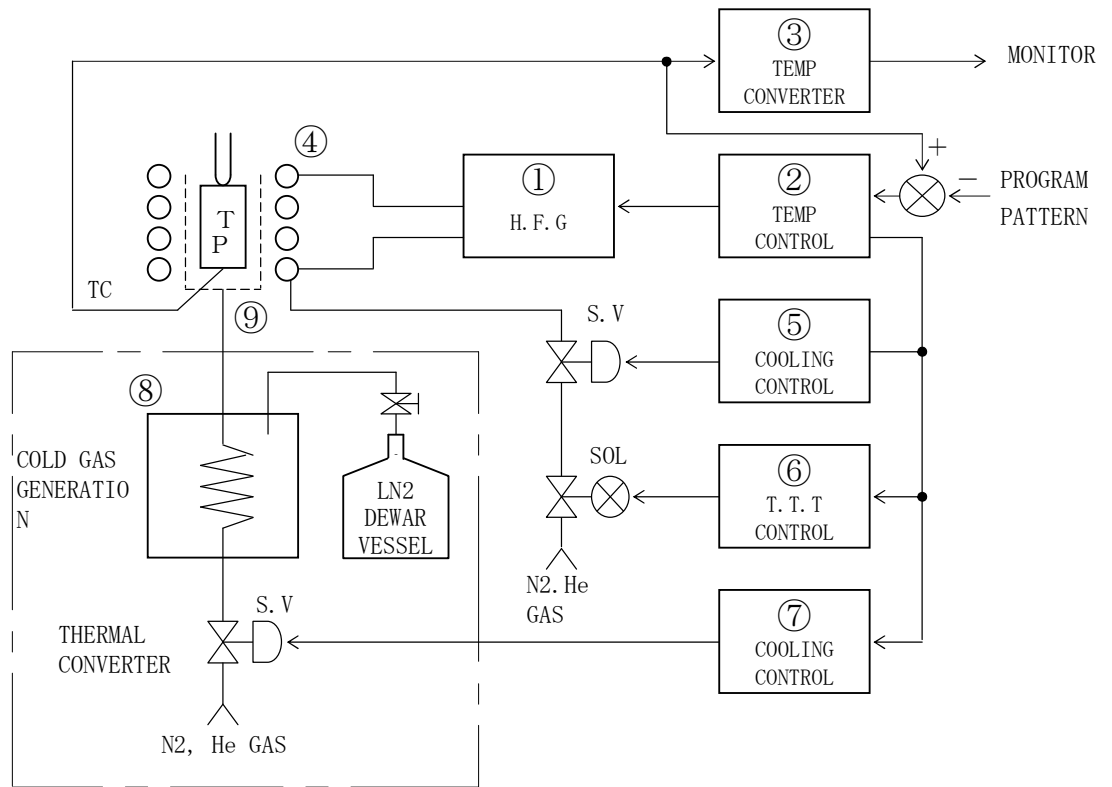 ③
TEMP
CONVERTER
MONITOR
④
①
H.F.G
②
TEMP
CONTROL
+
− PROGRAM
PATTERN
T
P
TC
⑨
S.V
⑤
COOLING
CONTROL
⑧
COLD GAS
GENERATIO
N
LN2
DEWAR
VESSEL
SOL
⑥
T.T.T
CONTROL
N2.He
GAS
S.V
THERMAL
CONVERTER
⑦
COOLING
CONTROL
N2, He GAS